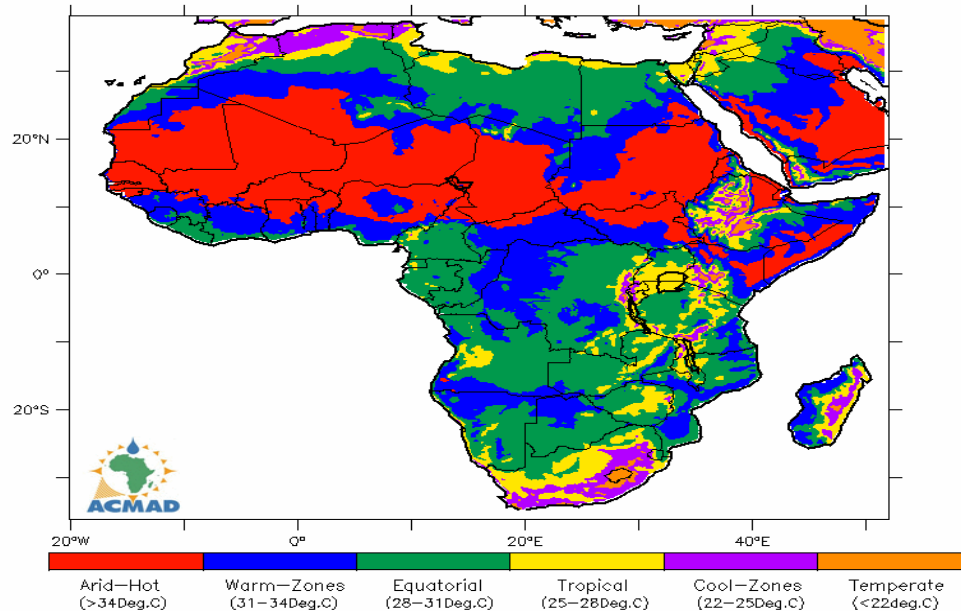 20°N
0°
20°S
ACMAD
20°W 0° 20°E 40°E
Arid-Hot Warm-Zones Equatorial Tropical Cool-Zones Temperate
(>34Deg.C) (31-34Deg.C) (28-31Deg.C) (25-28Deg.C) (22-25Deg.C) (<22deg.C)